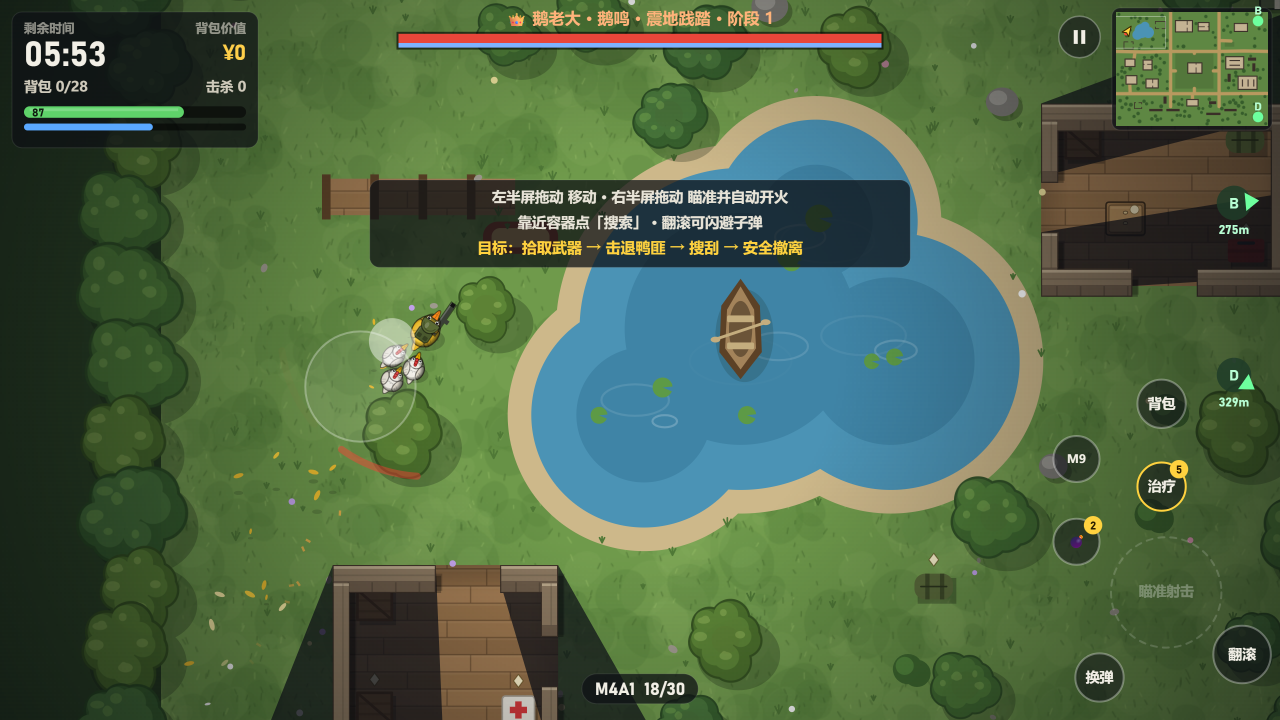 剩余时间 背包价值
05:53 ¥0
背包 0/28 击杀 0
87
鹅老大·鹅鸣·震地践踏·阶段 1
B
D
左半屏拖动 移动·右半屏拖动 瞄准并自动开火
靠近容器点「搜索」·翻滚可闪避子弹
目标：拾取武器 → 击退鸭匪 → 搜刮 → 安全撤离
B
275m
D
329m
背包
M9
5
治疗
2
瞄准射击
翻滚
换弹
M4A1 18/30